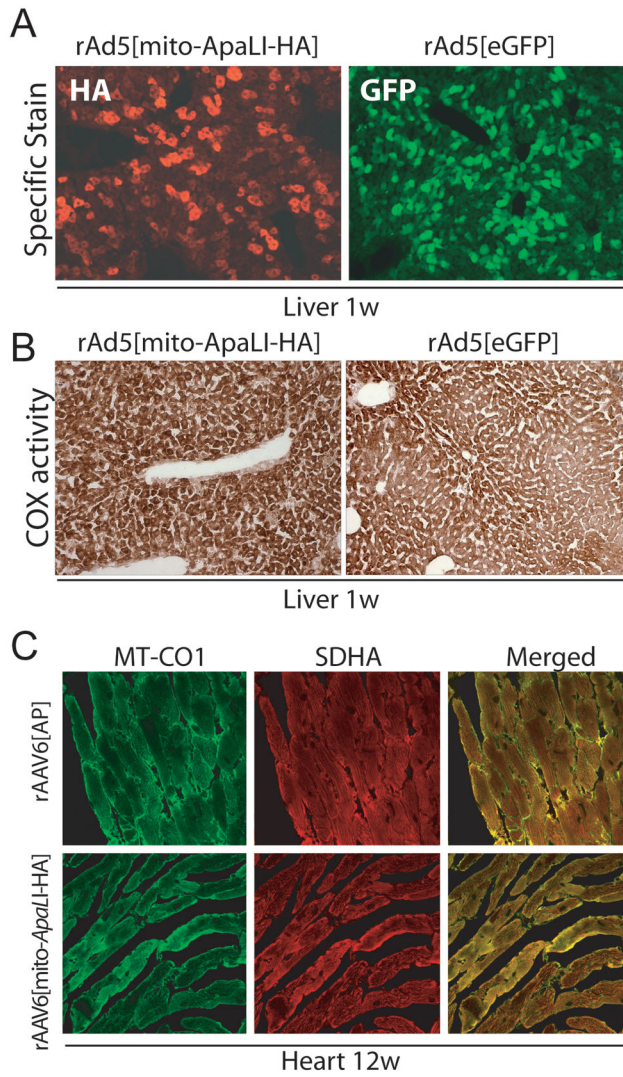 A
rAd5[mito-ApaLI-HA]
rAd5[eGFP]
Specific Stain
HA
GFP
Liver 1w
B
rAd5[mito-ApaLI-HA]
rAd5[eGFP]
COX activity
Liver 1w
C
MT-CO1
SDHA
Merged
rAAV6[AP]
rAAV6[mito-ApaLI-HA]
Heart 12w